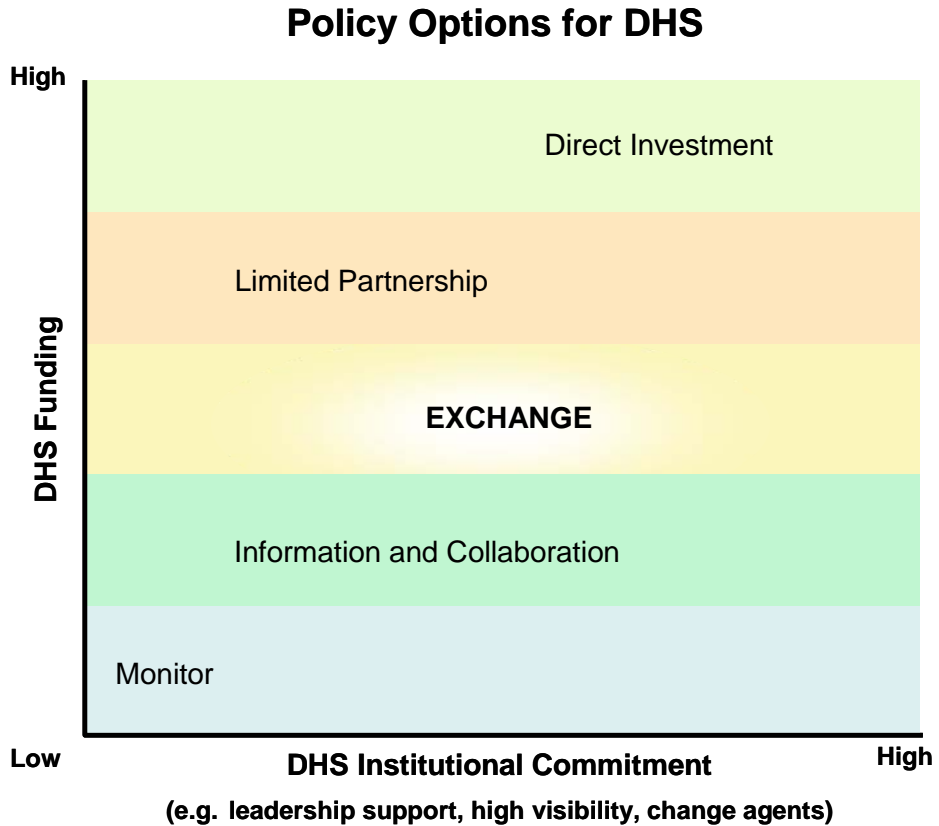 Policy Options for DHS
High
Direct Investment
Limited Partnership
DHS Funding
EXCHANGE
Information and Collaboration
Monitor
Low
DHS Institutional Commitment
High
(e.g. leadership support, high visibility, change agents)